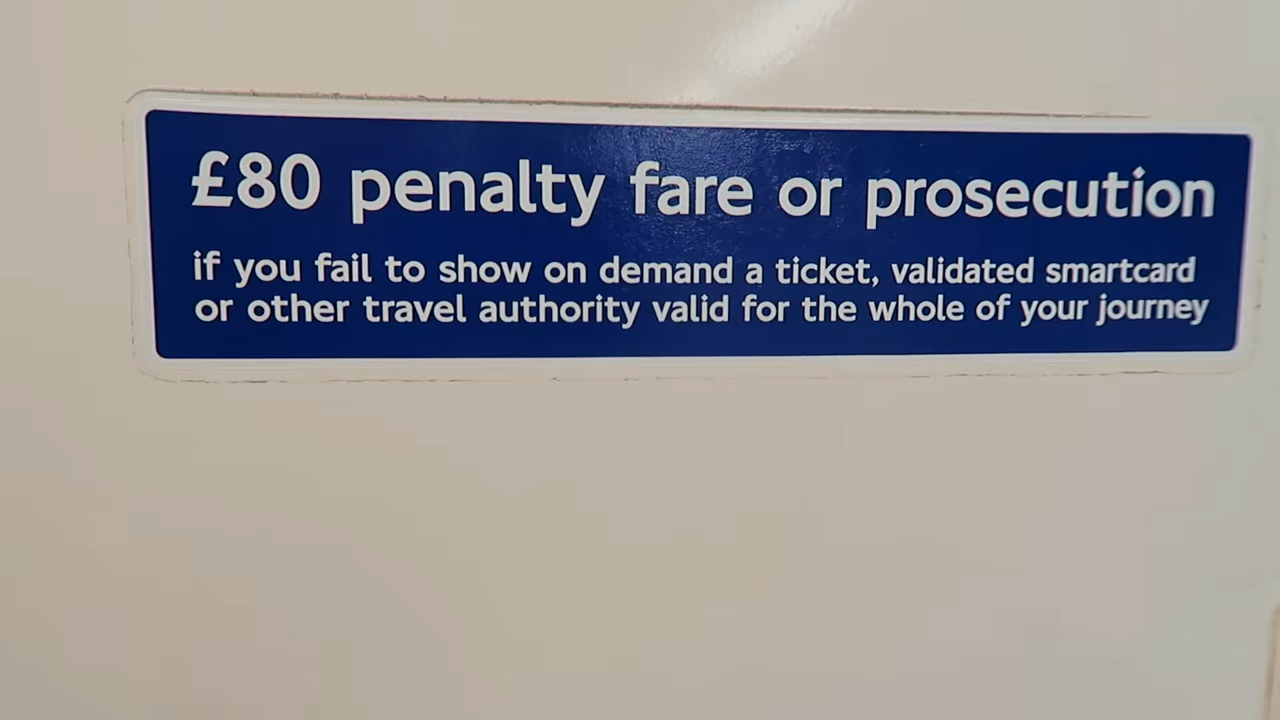 £80 penalty fare or prosecution
if you fail to show on demand a ticket, validated smartcard
or other travel authority valid for the whole of your journey